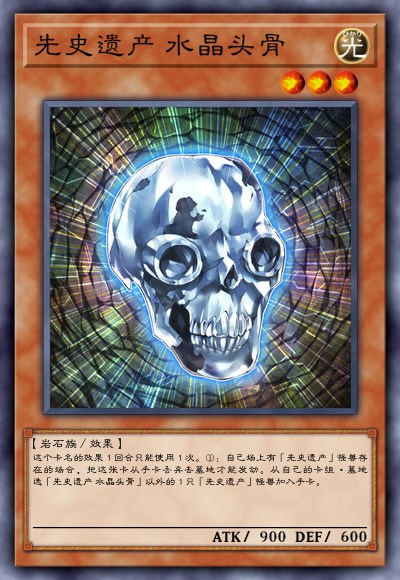 先史遗产 水晶头骨
光
【岩石族／效果】
这个卡名的效果1回合只能使用1次。①：自己场上有「先史遗产」怪兽存
在的场合，把这张卡从手卡丢弃去墓地才能发动。从自己的卡组·墓地
选「先史遗产 水晶头骨」以外的1只「先史遗产」怪兽加入手卡。
ATK/ 900 DEF/ 600